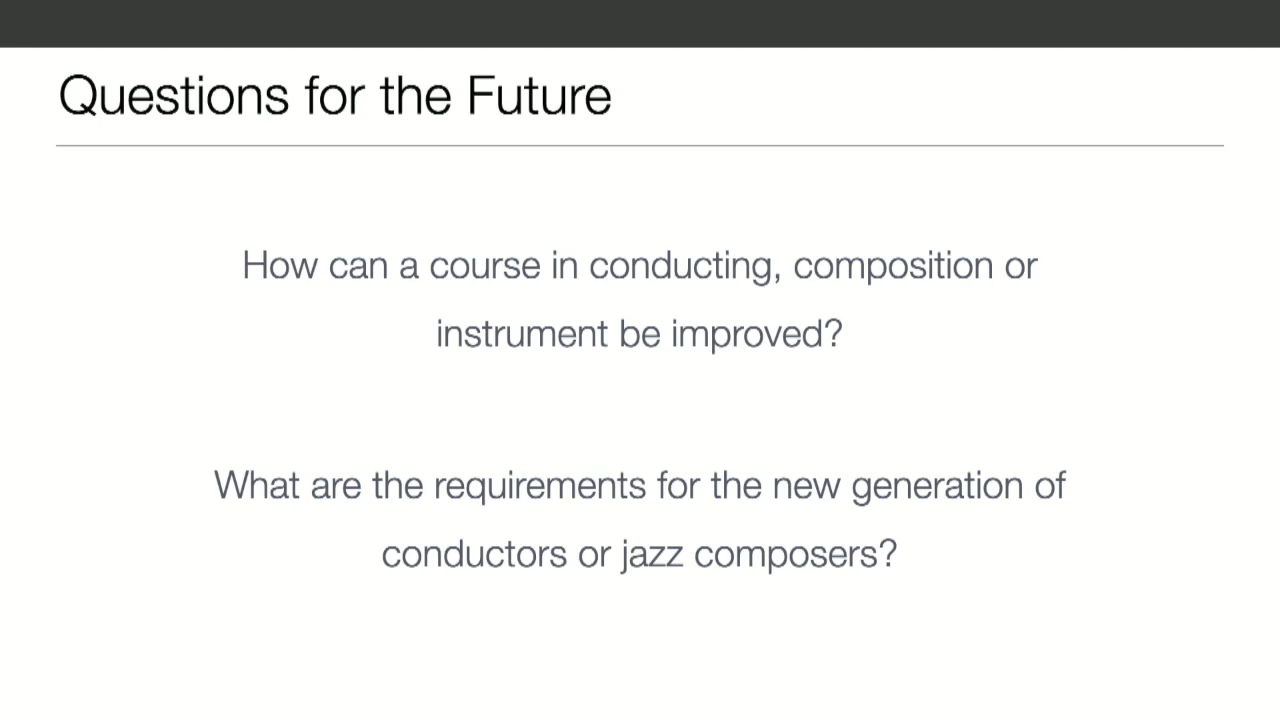 Questions for the Future
How can a course in conducting, composition or
instrument be improved?
What are the requirements for the new generation of
conductors or jazz composers?